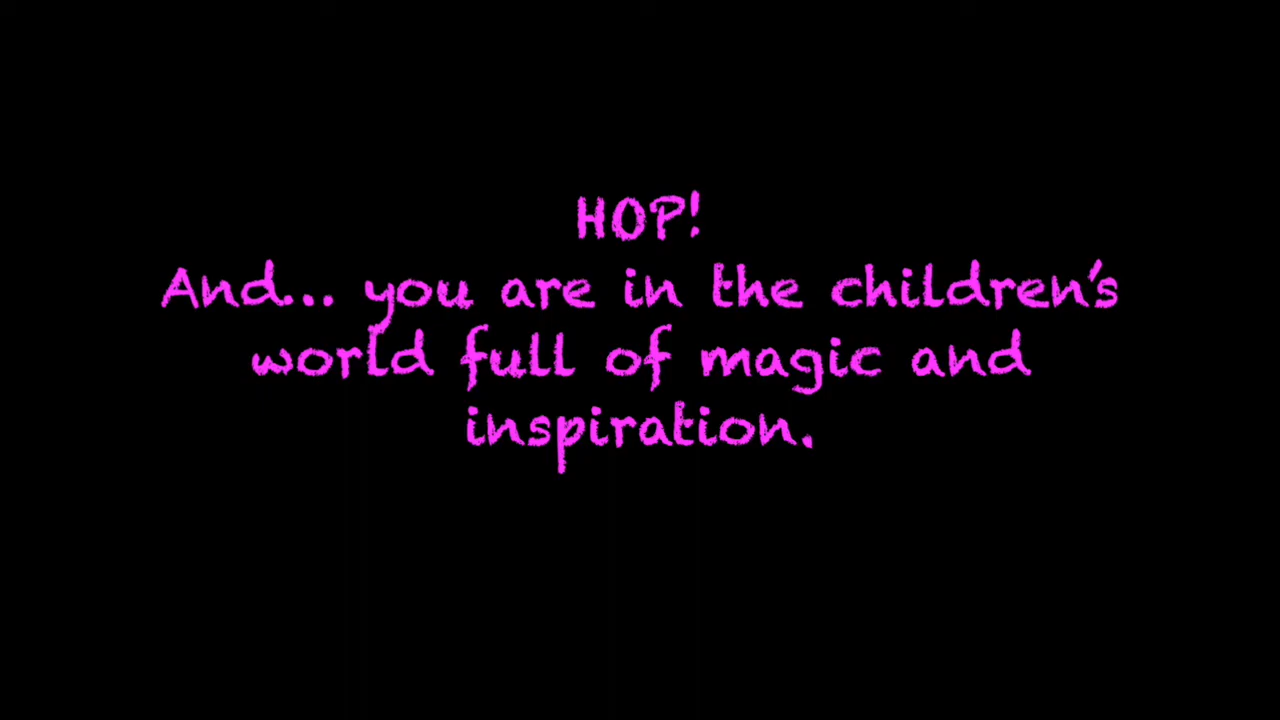 HOP!
And... you are in the children's
world full of magic and
inspiration.